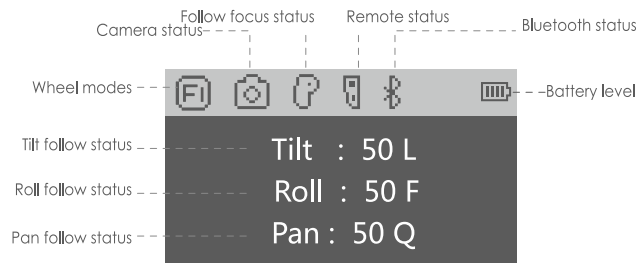 Follow focus status
Remote status
Camera status
Bluetooth status
Wheel modes
FI
Battery level
Tilt follow status
Tilt : 50 L
Roll follow status
Roll : 50 F
Pan follow status
Pan : 50 Q